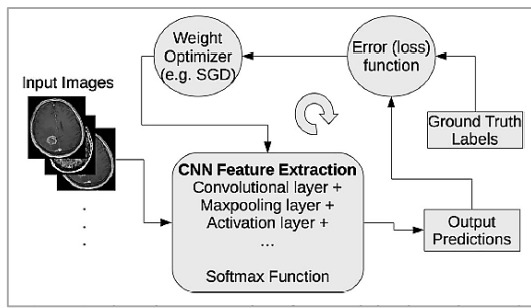 Weight
Optimizer
(e.g. SGD)
Error (loss)
function
Input Images
Ground Truth
Labels
CNN Feature Extraction
Convolutional layer +
Maxpooling layer +
Activation layer +
...
Softmax Function
Output
Predictions